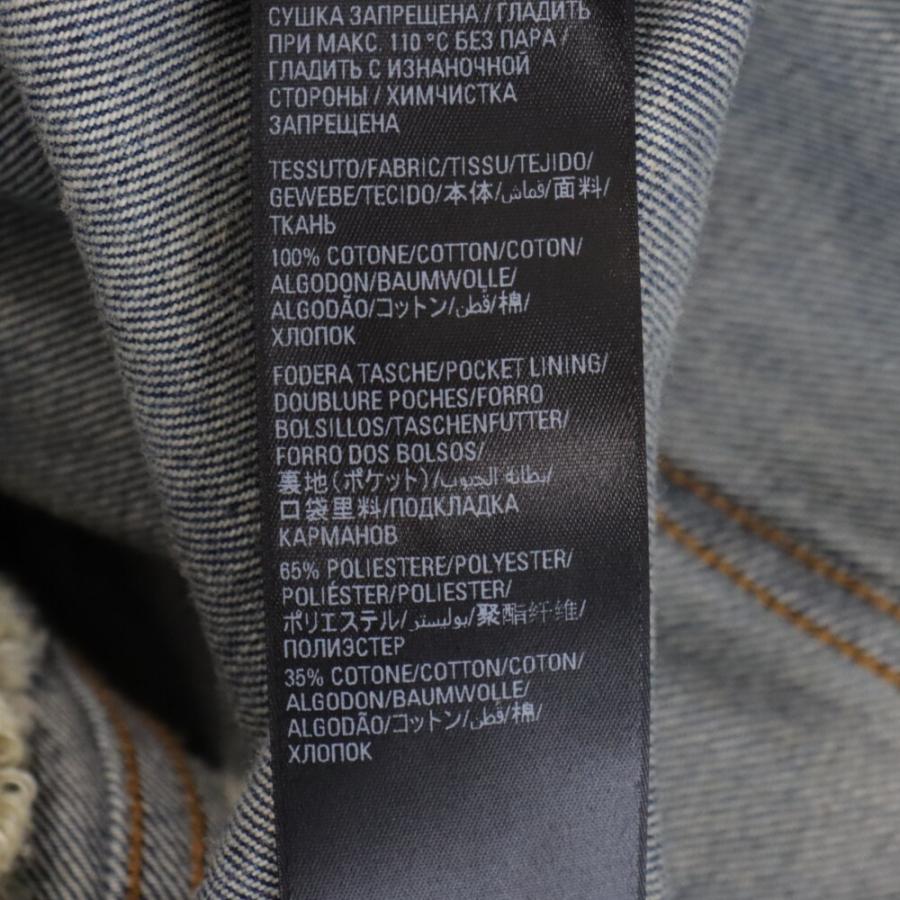 СУШКА ЗАПРЕЩЕНА / ГЛАДИТЬ
ПРИ МАКС. 110 °C БЕЗ ПАРА /
ГЛАДИТЬ С ИЗНАНОЧНОЙ
СТОРОНЫ / ХИМЧИСТКА
ЗАПРЕЩЕНА
TESSUTO/FABRIC/TISSU/TEJIDO/
GEWEBE/TECIDO/本体/قماش/面料/
ТКАНЬ
100% COTONE/COTTON/COTON/
ALGODON/BAUMWOLLE/
ALGODÃO/コットン/قطن/棉/
ХЛОПОК
FODERA TASCHE/POCKET LINING/
DOUBLURE POCHES/FORRO
BOLSILLOS/TASCHENFUTTER/
FORRO DOS BOLSOS/
裏地(ポケット)/بطانة الجيوب/
口袋里料/ПОДКЛАДКА
КАРМАНОВ
65% POLIESTERE/POLYESTER/
POLIÉSTER/POLIESTER/
ポリエステル/بوليستر/聚酯纤维/
ПОЛИЭСТЕР
35% COTONE/COTTON/COTON/
ALGODON/BAUMWOLLE/
ALGODÃO/コットン/قطن/棉/
ХЛОПОК